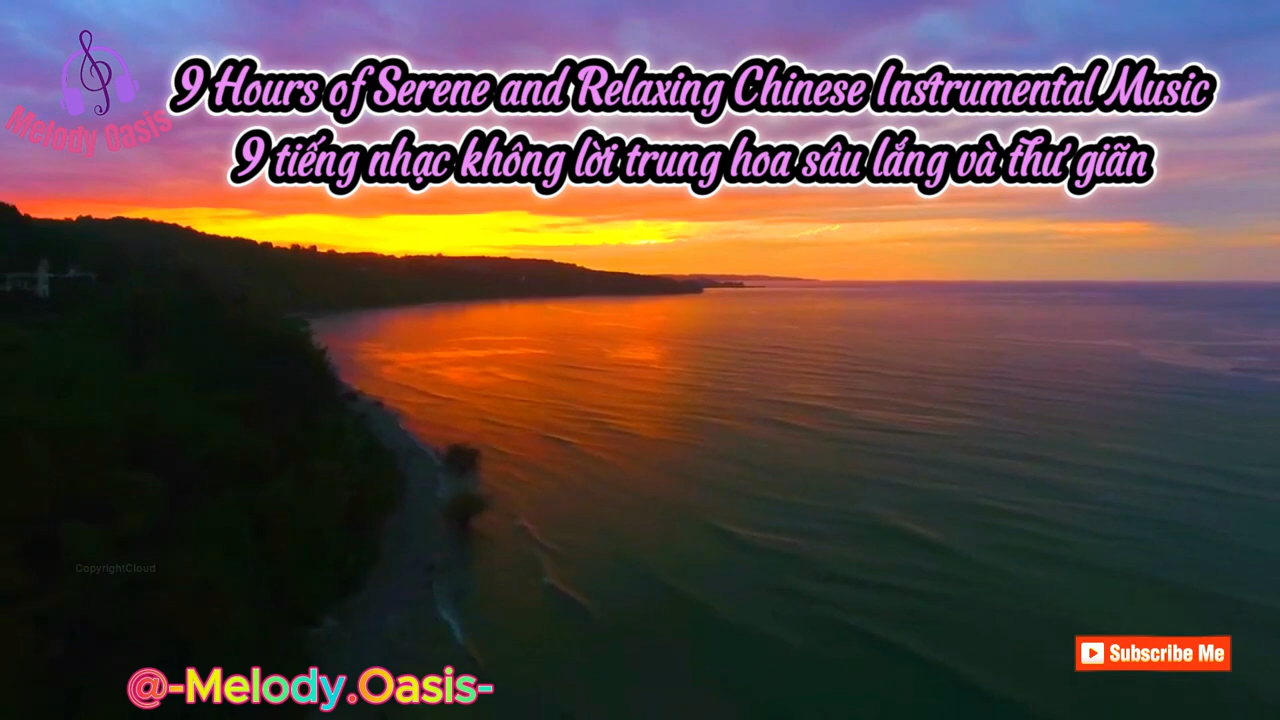 9 Hours of Serene and Relaxing Chinese Instrumental Music
Melody Oasis
9 tiếng nhạc không lời trung hoa sâu lắng và thư giãn
CopyrightCloud
Subscribe Me
@-Melody.Oasis-